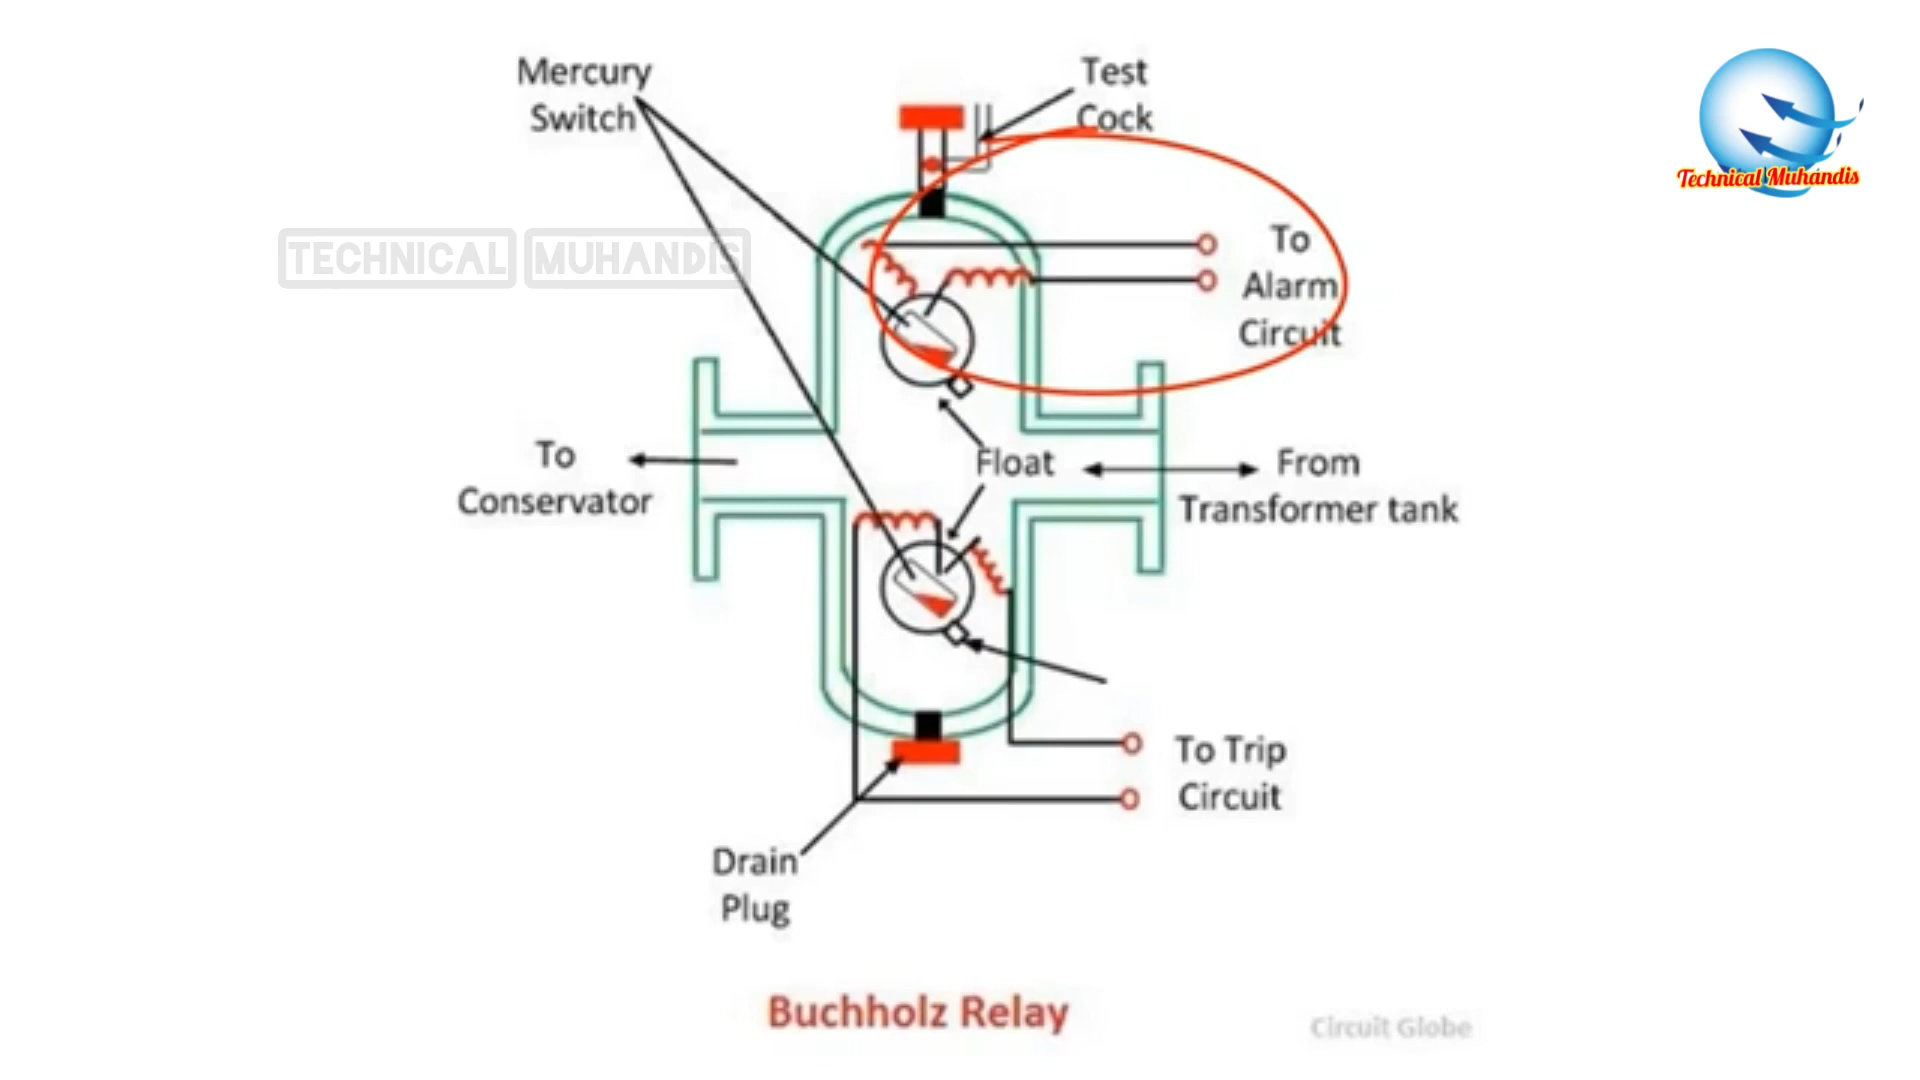 Mercury
Switch
Test
Cock
Technical Muhandis
TECHNICAL MUHANDIS
To
Alarm
Circuit
To
Conservator
Float
From
Transformer tank
To Trip
Circuit
Drain
Plug
Buchholz Relay
Circuit Globe